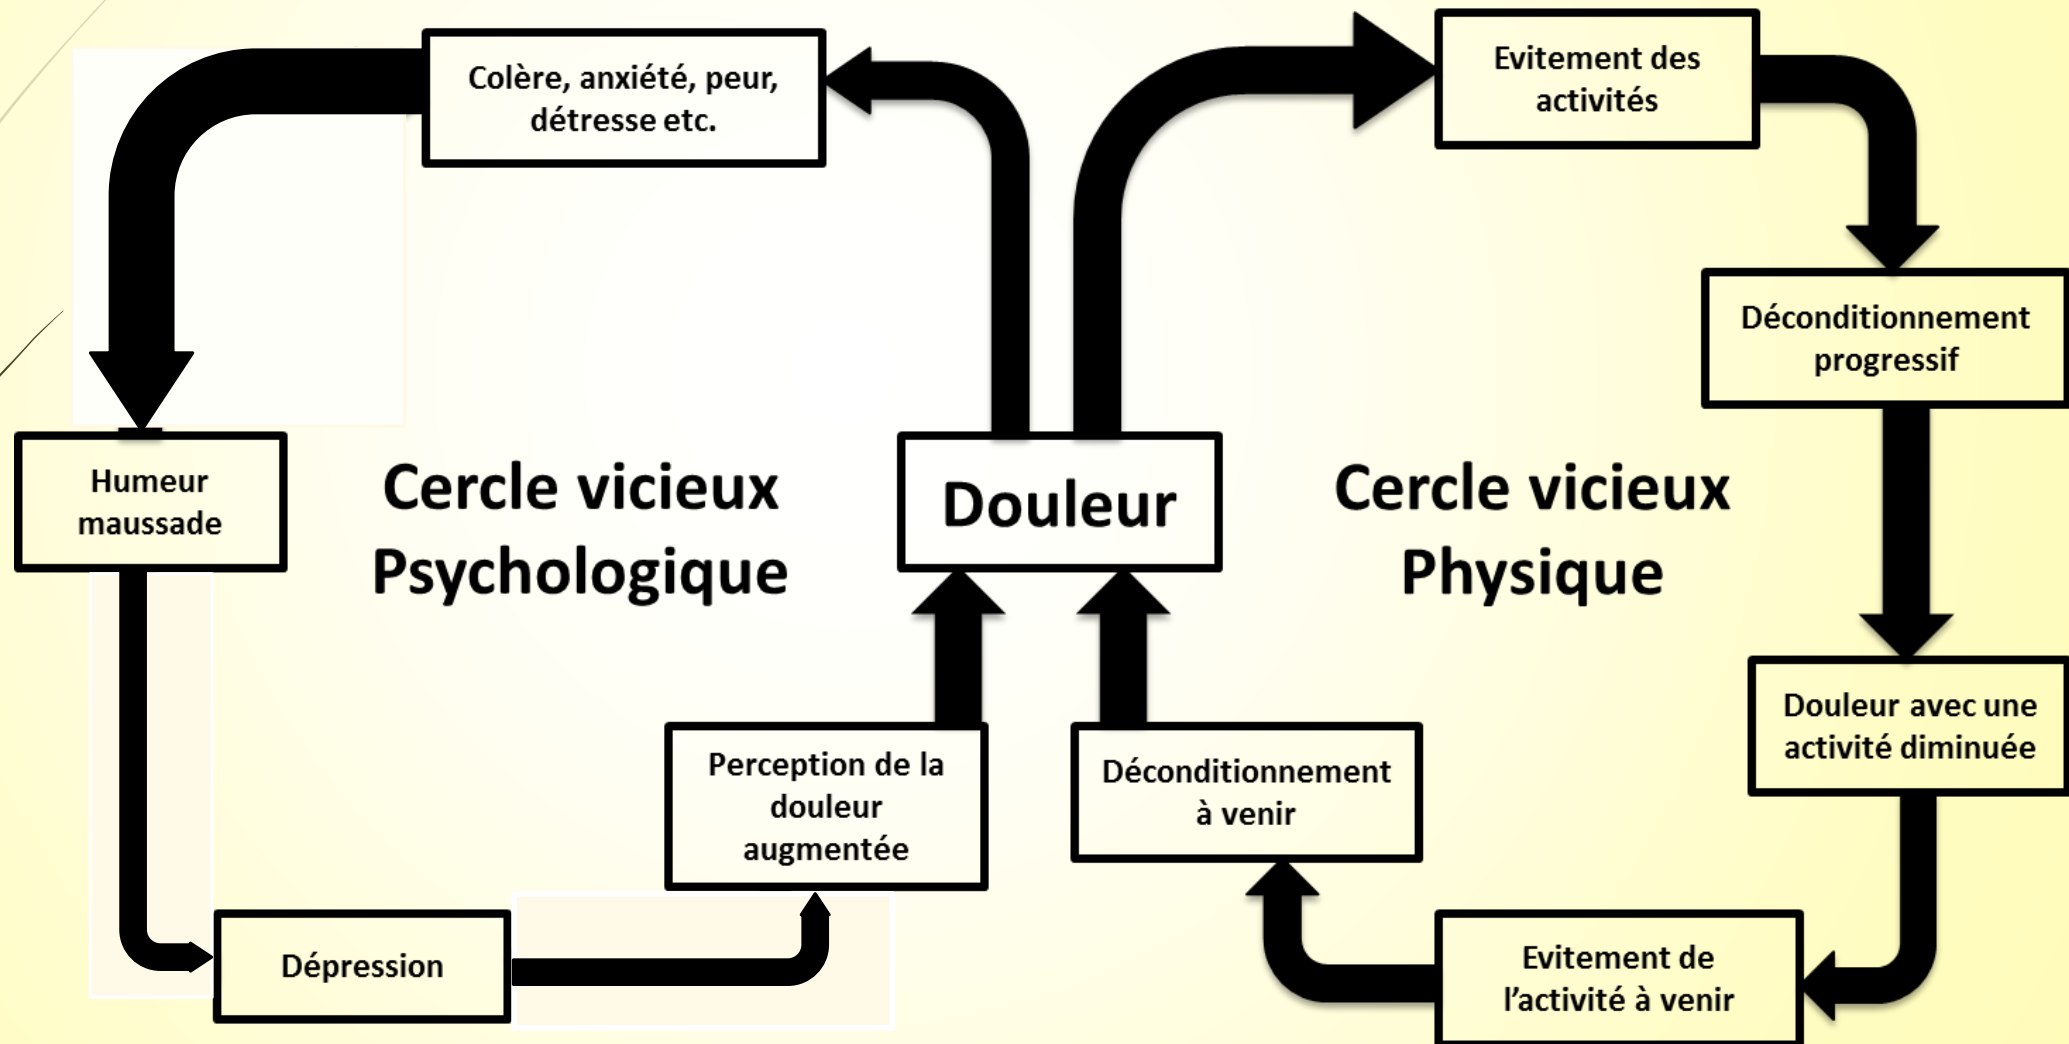 Colère, anxiété, peur,
détresse etc.
Evitement des
activités
Déconditionnement
progressif
Humeur
maussade
Cercle vicieux
Psychologique
Douleur
Cercle vicieux
Physique
Douleur avec une
activité diminuée
Perception de la
douleur
augmentée
Déconditionnement
à venir
Dépression
Evitement de
l’activité à venir